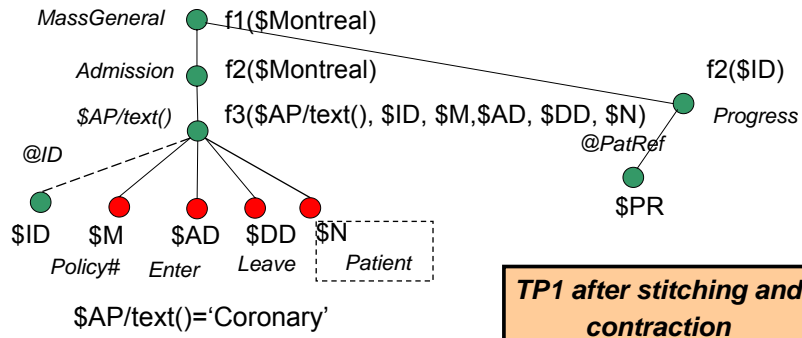 MassGeneral f1($Montreal)
Admission f2($Montreal) f2($ID)
$AP/text() f3($AP/text(), $ID, $M,$AD, $DD, $N) Progress
@ID @PatRef
$ID $M $AD $DD $N $PR
Policy# Enter Leave Patient
$AP/text()=‘Coronary’
TP1 after stitching and
contraction